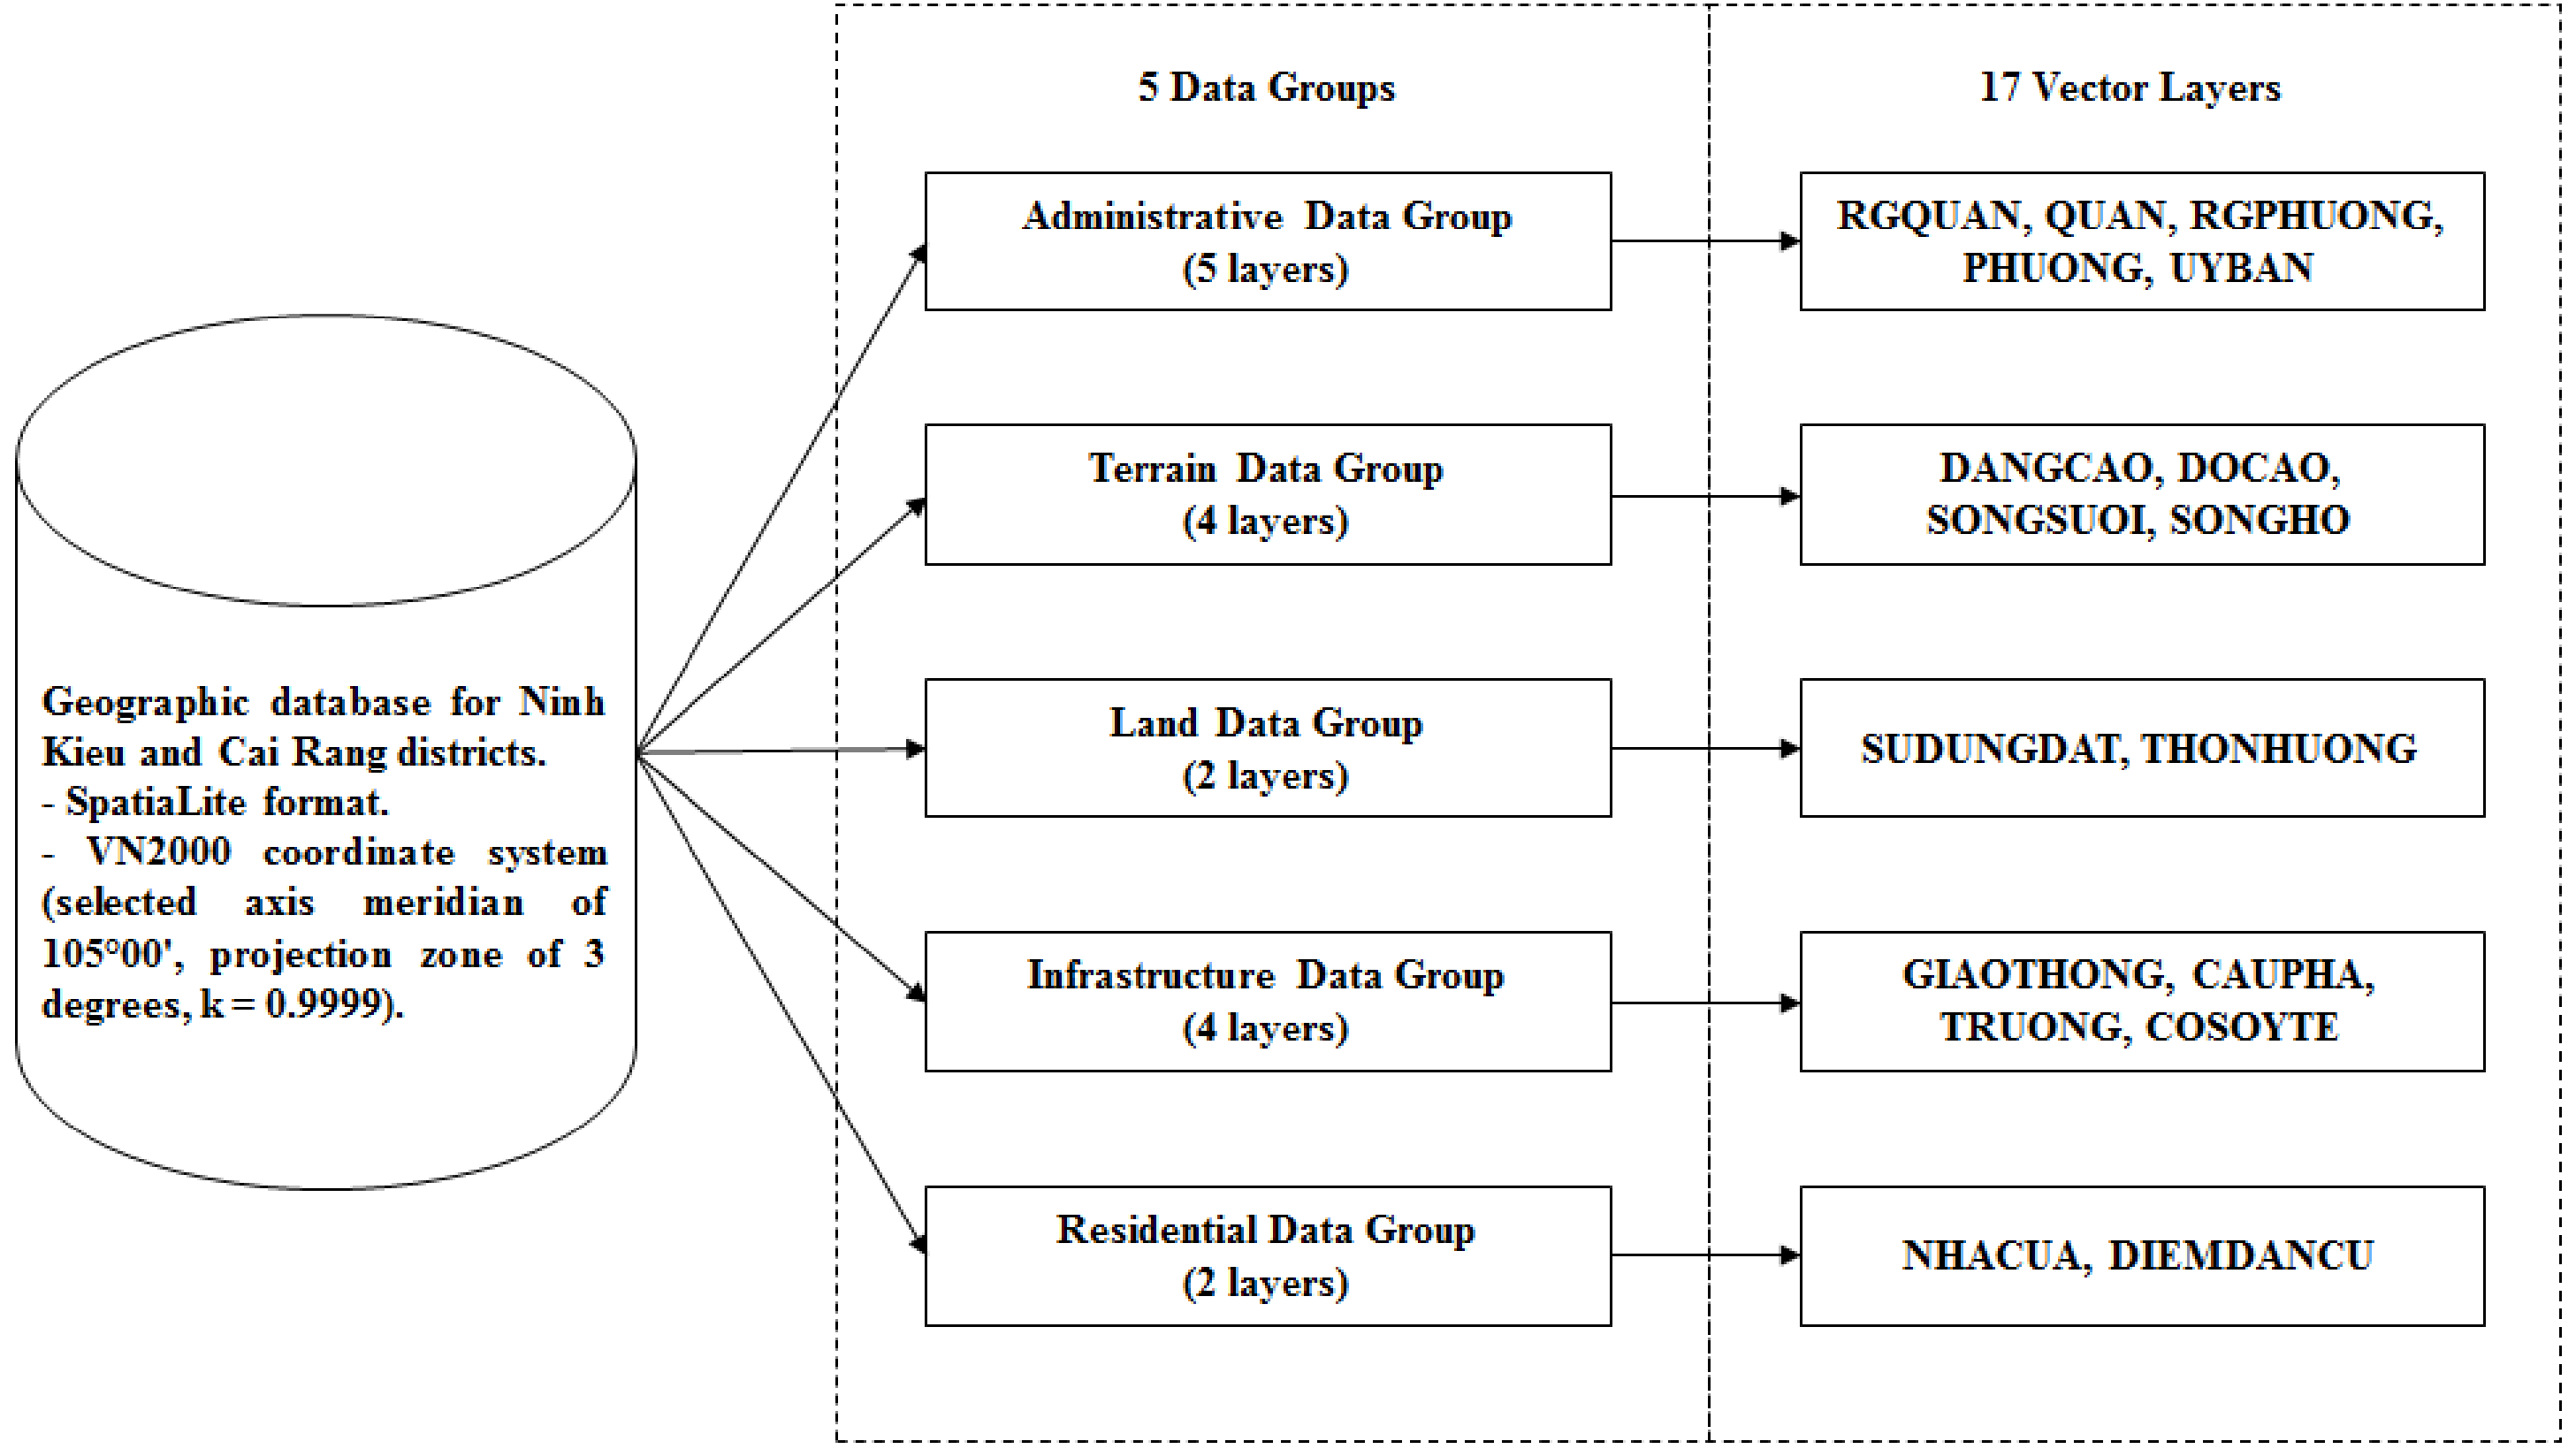 5 Data Groups
17 Vector Layers
Geographic database for Ninh
Kieu and Cai Rang districts.
- SpatiaLite format.
- VN2000 coordinate system
(selected axis meridian of
105°00', projection zone of 3
degrees, k = 0.9999).
Administrative Data Group
(5 layers)
RGQUAN, QUAN, RGPHUONG,
PHUONG, UYBAN
Terrain Data Group
(4 layers)
DANGCAO, DOCAO,
SONGSUOI, SONGHO
Land Data Group
(2 layers)
SUDUNGDAT, THONHUONG
Infrastructure Data Group
(4 layers)
GIAOTHONG, CAUPHA,
TRUONG, COSOYTE
Residential Data Group
(2 layers)
NHACUA, DIEMDANCU